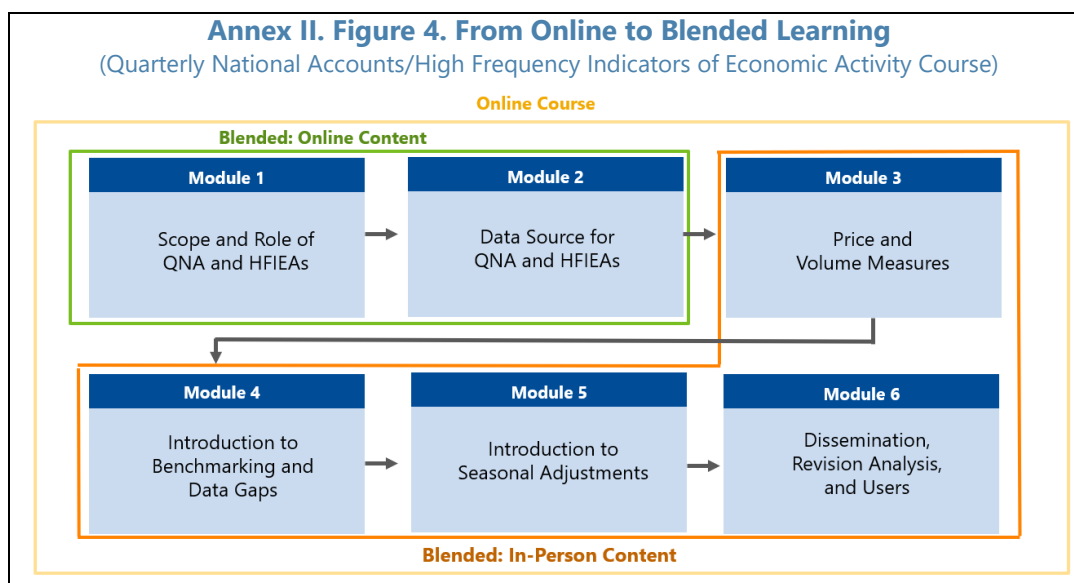 Annex II. Figure 4. From Online to Blended Learning
(Quarterly National Accounts/High Frequency Indicators of Economic Activity Course)
Online Course
Blended: Online Content
Module 1
Scope and Role of
QNA and HFIEAs
Module 2
Data Source for
QNA and HFIEAs
Module 3
Price and
Volume Measures
Module 4
Introduction to
Benchmarking and
Data Gaps
Module 5
Introduction to
Seasonal Adjustments
Module 6
Dissemination,
Revision Analysis,
and Users
Blended: In-Person Content